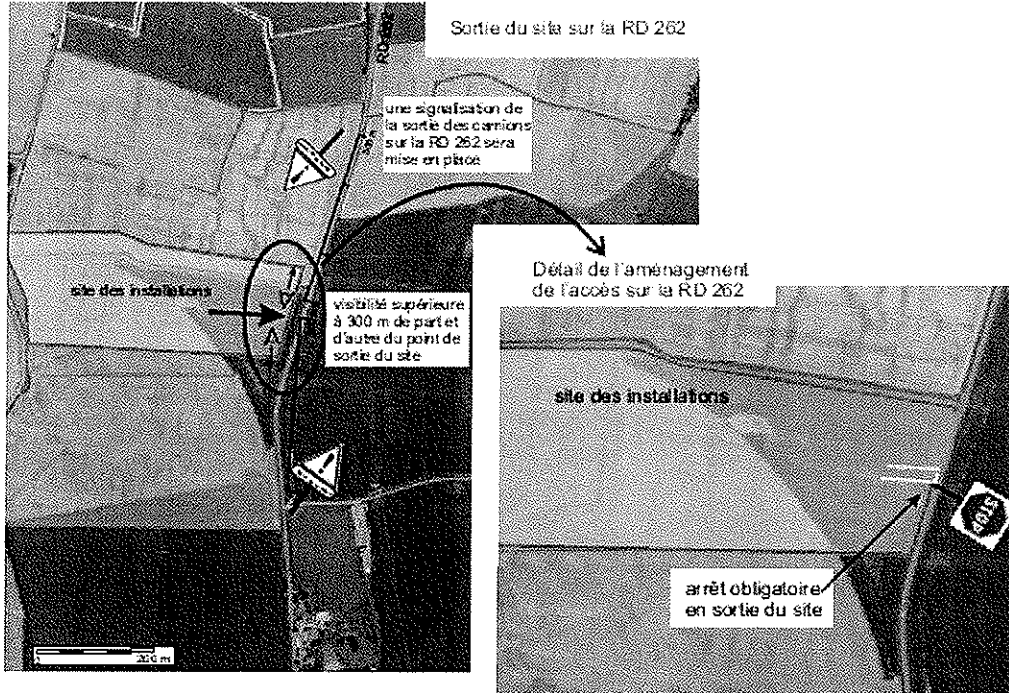 Sortie du site sur la RD 262
RD 262
une signalisation de
la sortie des camions
sur la RD 262 sera
mise en place
site des installations
visibilité supérieure
à 300 m de part et
d'autre du point de
sortie du site
200 m
Détail de l'aménagement
de l'accès sur la RD 262
site des installations
STOP
arrêt obligatoire
en sortie du site